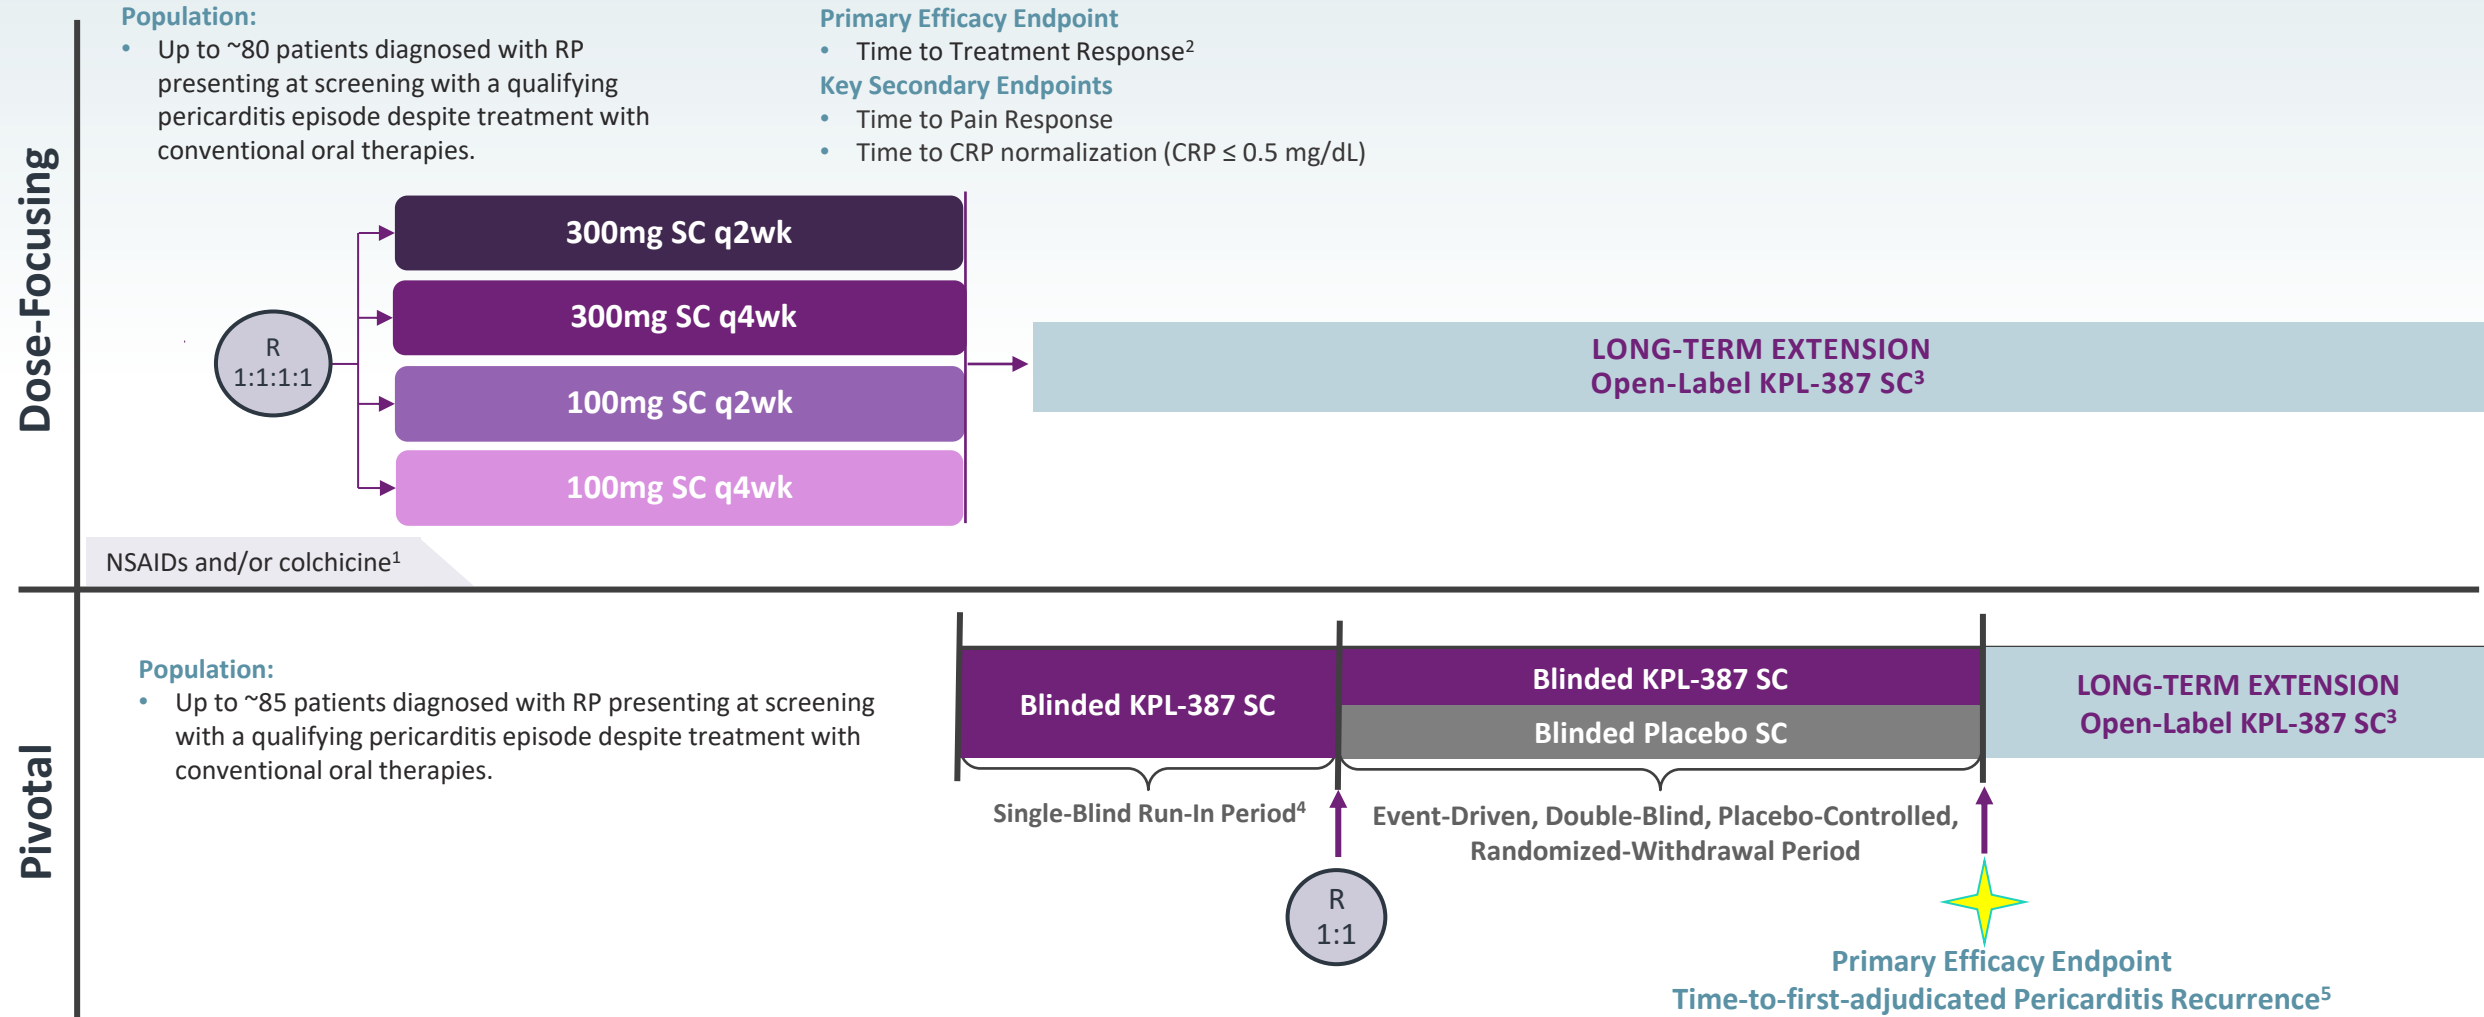 Dose-Focusing
Population:
• Up to ~80 patients diagnosed with RP
presenting at screening with a qualifying
pericarditis episode despite treatment with
conventional oral therapies.
Primary Efficacy Endpoint
• Time to Treatment Response²
Key Secondary Endpoints
• Time to Pain Response
• Time to CRP normalization (CRP ≤ 0.5 mg/dL)
R
1:1:1:1
300mg SC q2wk
300mg SC q4wk
100mg SC q2wk
100mg SC q4wk
LONG-TERM EXTENSION
Open-Label KPL-387 SC³
NSAIDs and/or colchicine¹
Pivotal
Population:
• Up to ~85 patients diagnosed with RP presenting at screening
with a qualifying pericarditis episode despite treatment with
conventional oral therapies.
Blinded KPL-387 SC
Single-Blind Run-In Period⁴
R
1:1
Blinded KPL-387 SC
Blinded Placebo SC
Event-Driven, Double-Blind, Placebo-Controlled,
Randomized-Withdrawal Period
LONG-TERM EXTENSION
Open-Label KPL-387 SC³
Primary Efficacy Endpoint
Time-to-first-adjudicated Pericarditis Recurrence⁵